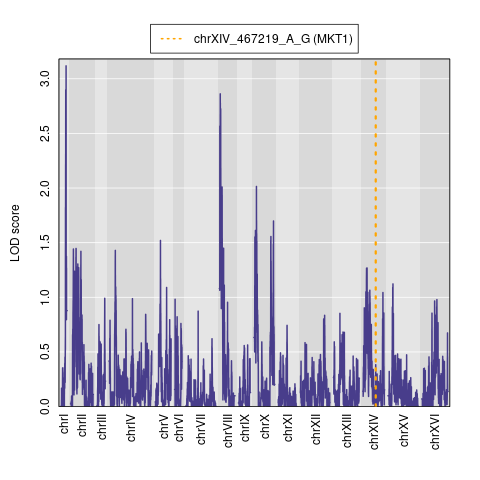 chrXIV_467219_A_G (MKT1)
LOD score
3.0
2.5
2.0
1.5
1.0
0.5
0.0
chrI
chrII
chrIII
chrIV
chrV
chrVI
chrVII
chrVIII
chrIX
chrX
chrXI
chrXII
chrXIII
chrXIV
chrXV
chrXVI